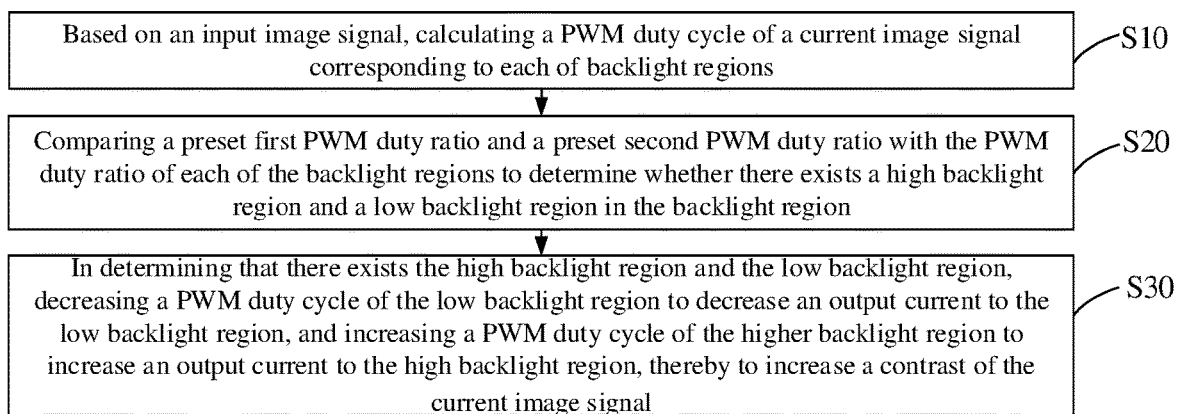 Based on an input image signal, calculating a PWM duty cycle of a current image signal
corresponding to each of backlight regions
S10
Comparing a preset first PWM duty ratio and a preset second PWM duty ratio with the PWM
duty ratio of each of the backlight regions to determine whether there exists a high backlight
region and a low backlight region in the backlight region
S20
In determining that there exists the high backlight region and the low backlight region,
decreasing a PWM duty cycle of the low backlight region to decrease an output current to the
low backlight region, and increasing a PWM duty cycle of the higher backlight region to
increase an output current to the high backlight region, thereby to increase a contrast of the
current image signal
S30